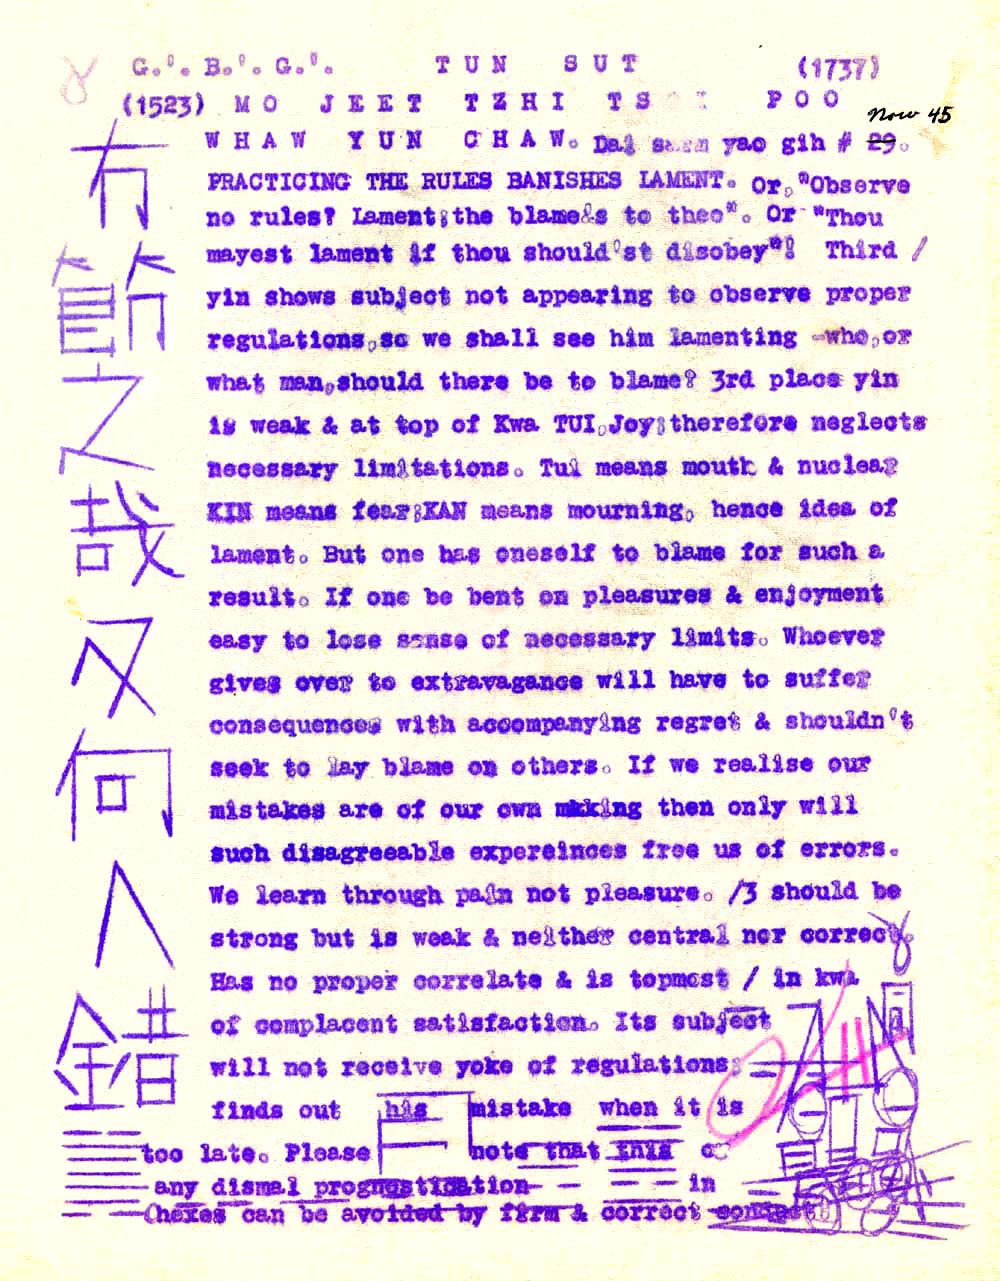 G.'. B.'. G.'. TUN SUT (1737)
(1523) MO JEET TZHI TS I POO
Now 45
WHAW YUN CHAW. Dai yao gih # 29.
PRACTICING THE RULES BANISHES LAMENT. Or,"Observe
no rules? Lament;the blame&s to theo". Or "Thou
mayest lament if thou should'st disobey"! Third /
yin shows subject not appearing to observe proper
regulations,so we shall see him lamenting -who,or
what man,should there be to blame? 3rd place yin
is weak & at top of Kwa TUI,Joy;therefore neglects
necessary limitations. Tui means mouth & nuclear
KIN means fear;KAN means mourning, hence idea of
lament. But one has oneself to blame for such a
result. If one be bent on pleasures & enjoyment
easy to lose sense of necessary limits. Whoever
gives over to extravagance will have to suffer
consequences with accompanying regret & shouldn't
seek to lay blame on others. If we realise our
mistakes are of our own making then only will
such disagreeable expereinces free us of errors.
We learn through pain not pleasure. /3 should be
strong but is weak & neither central nor correct.
Has no proper correlate & is topmost / in kwa
of complacent satisfaction. Its subject
will not receive yoke of regulations;
finds out his mistake when it is
too late. Please note that this or
any dismal prognostication in
Chexes can be avoided by firm & correct conduct
有
節
之
哉
又
何
人
錯